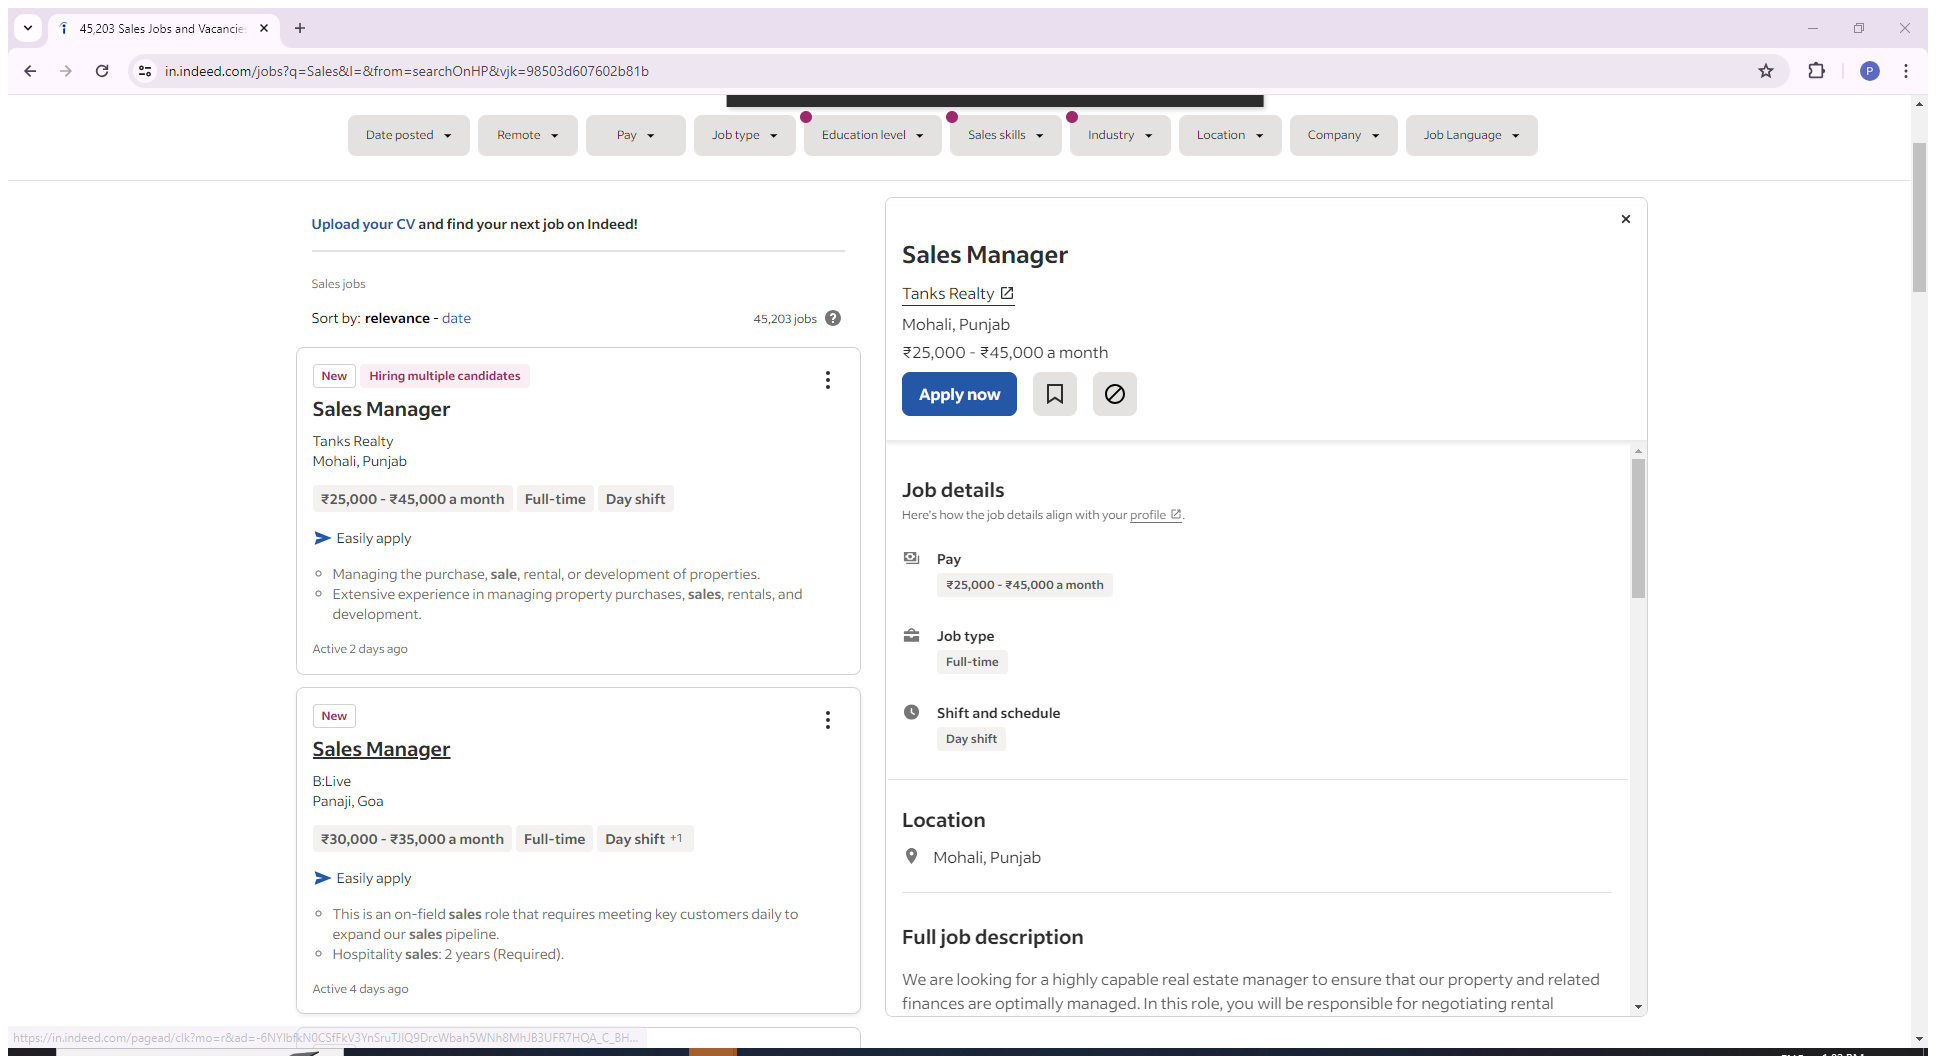 45,203 Sales Jobs and Vacancies
in.indeed.com/jobs?q=Sales&l=&from=searchOnHP&vjk=98503d607602b81b
P
Date posted
Remote
Pay
Job type
Education level
Sales skills
Industry
Location
Company
Job Language
Upload your CV and find your next job on Indeed!
Sales jobs
Sort by: relevance - date
45,203 jobs
New
Hiring multiple candidates
Sales Manager
Tanks Realty
Mohali, Punjab
₹25,000 - ₹45,000 a month
Full-time
Day shift
Easily apply
Managing the purchase, sale, rental, or development of properties.
Extensive experience in managing property purchases, sales, rentals, and
development.
Active 2 days ago
New
Sales Manager
B:Live
Panaji, Goa
₹30,000 - ₹35,000 a month
Full-time
Day shift +1
Easily apply
This is an on-field sales role that requires meeting key customers daily to
expand our sales pipeline.
Hospitality sales: 2 years (Required).
Active 4 days ago
Sales Manager
Tanks Realty
Mohali, Punjab
₹25,000 - ₹45,000 a month
Apply now
Job details
Here's how the job details align with your profile.
Pay
₹25,000 - ₹45,000 a month
Job type
Full-time
Shift and schedule
Day shift
Location
Mohali, Punjab
Full job description
We are looking for a highly capable real estate manager to ensure that our property and related
finances are optimally managed. In this role, you will be responsible for negotiating rental